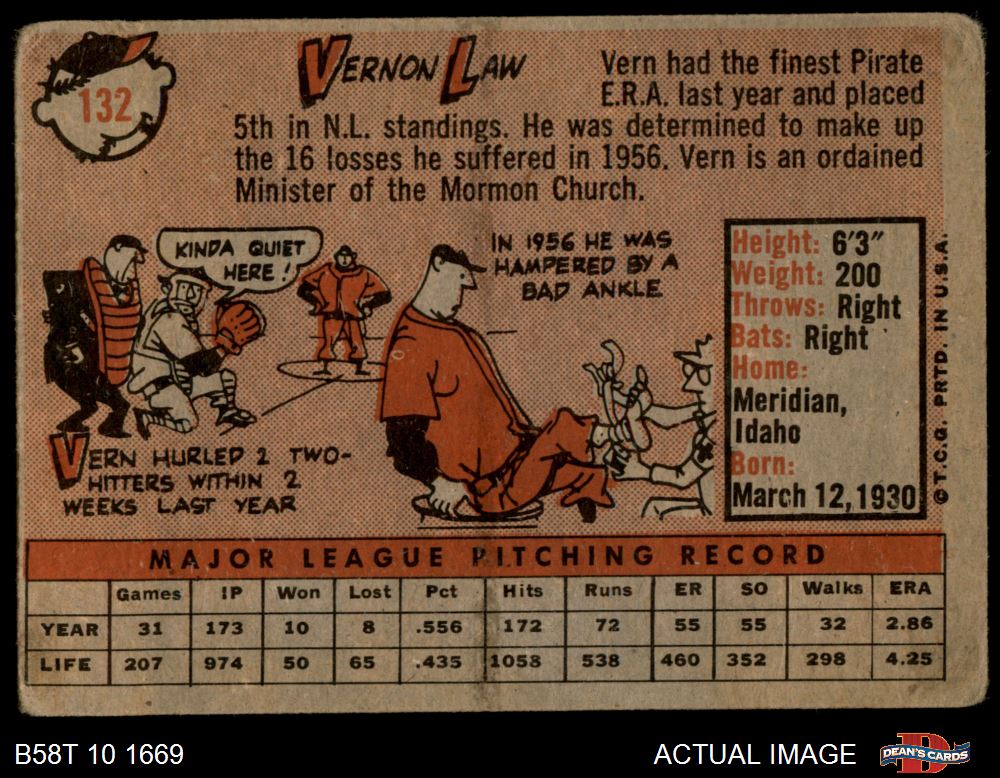 132
VERNON LAW
Vern had the finest Pirate
E.R.A. last year and placed
5th in N.L. standings. He was determined to make up
the 16 losses he suffered in 1956. Vern is an ordained
Minister of the Mormon Church.
KINDA QUIET
HERE!
IN 1956 HE WAS
HAMPERED BY A
BAD ANKLE
VERN HURLED 2 TWO-
HITTERS WITHIN 2
WEEKS LAST YEAR
Height: 6'3"
Weight: 200
Throws: Right
Bats: Right
Home:
Meridian,
Idaho
Born:
March 12, 1930
© T.C.G. PRTD. IN U.S.A.
MAJOR LEAGUE PITCHING RECORD
Games IP Won Lost Pct Hits Runs ER SO Walks ERA
YEAR 31 173 10 8 .556 172 72 55 55 32 2.86
LIFE 207 974 50 65 .435 1058 538 460 352 298 4.25
B58T 10 1669
ACTUAL IMAGE
DEAN'S CARDS